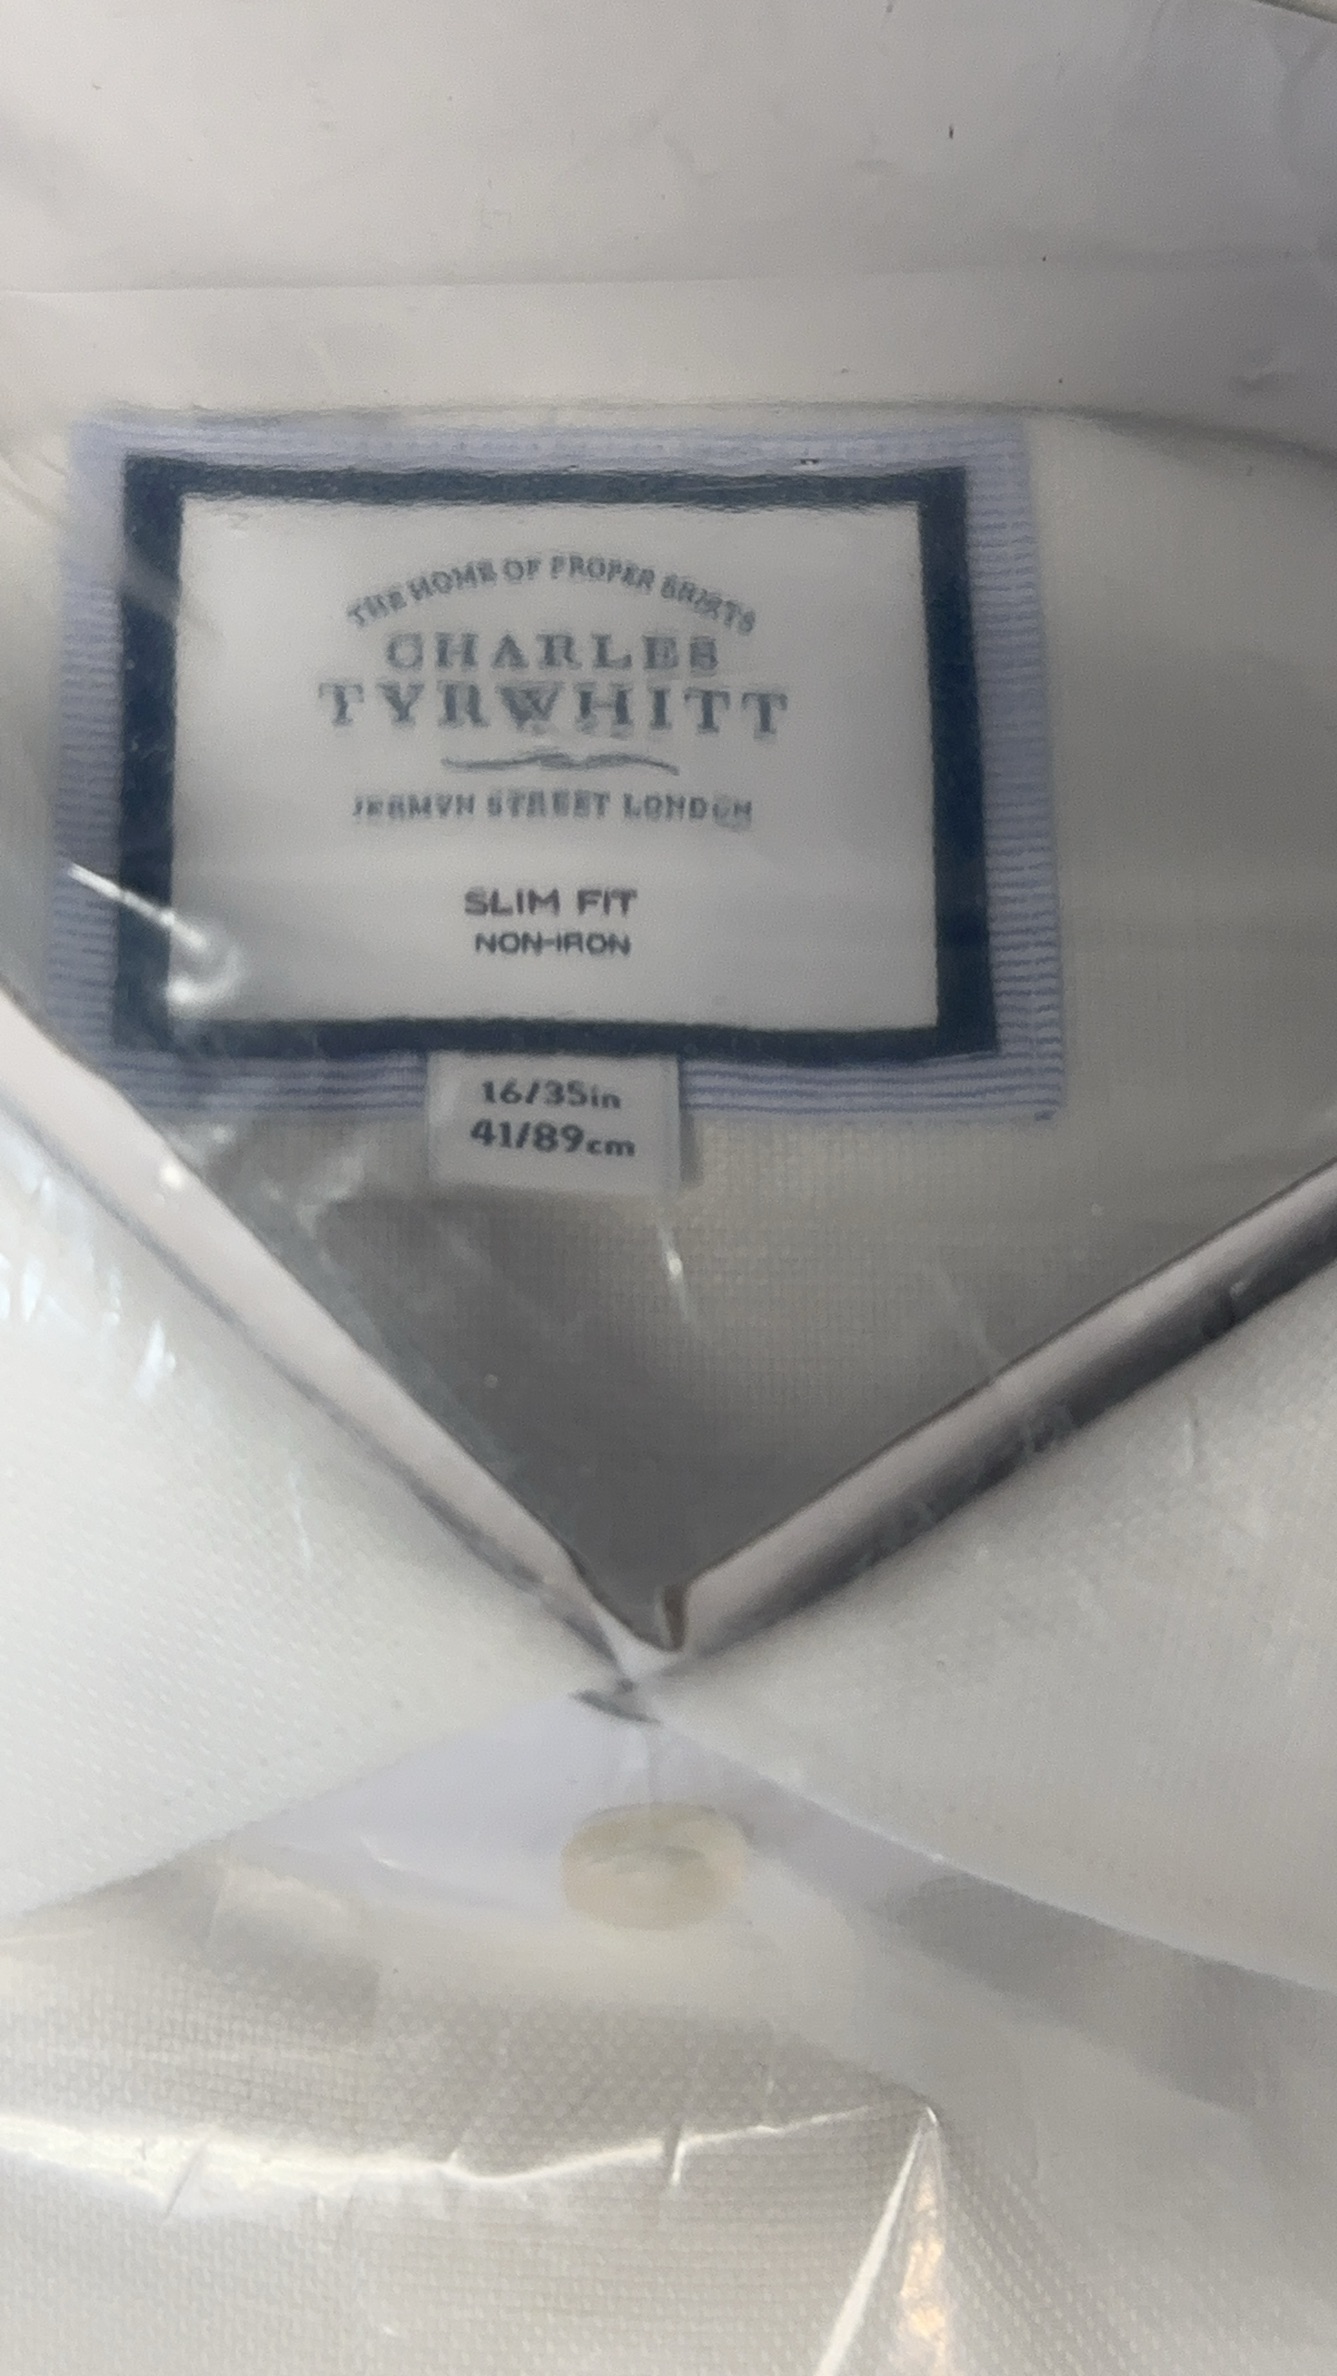 THE HOME OF PROPER SHIRTS
CHARLES
TYRWHITT
JERMYN STREET LONDON
SLIM FIT
NON-IRON
16/35in
41/89cm